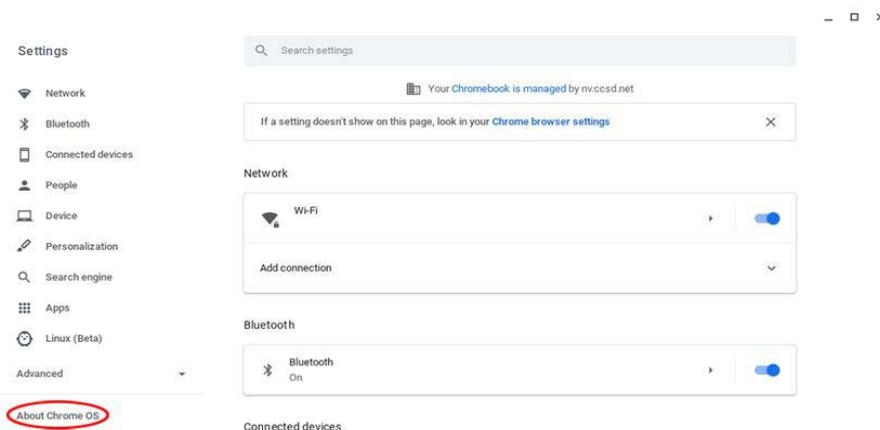 Settings
Search settings
Your Chromebook is managed by nv.ccsd.net
If a setting doesn't show on this page, look in your Chrome browser settings
Network
Bluetooth
Connected devices
People
Device
Personalization
Search engine
Apps
Linux (Beta)
Advanced
About Chrome OS
Network
Wi-Fi
Add connection
Bluetooth
Bluetooth
On
Connected devices